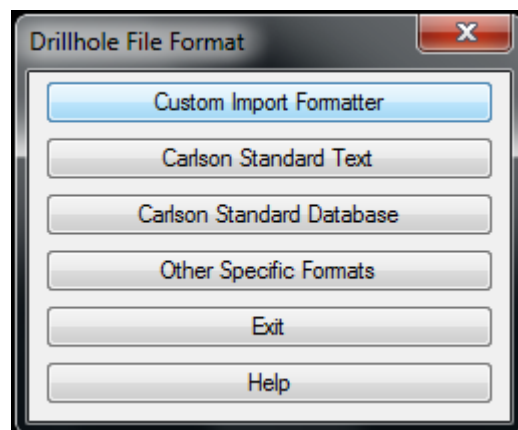 Drillhole File Format
Custom Import Formatter
Carlson Standard Text
Carlson Standard Database
Other Specific Formats
Exit
Help